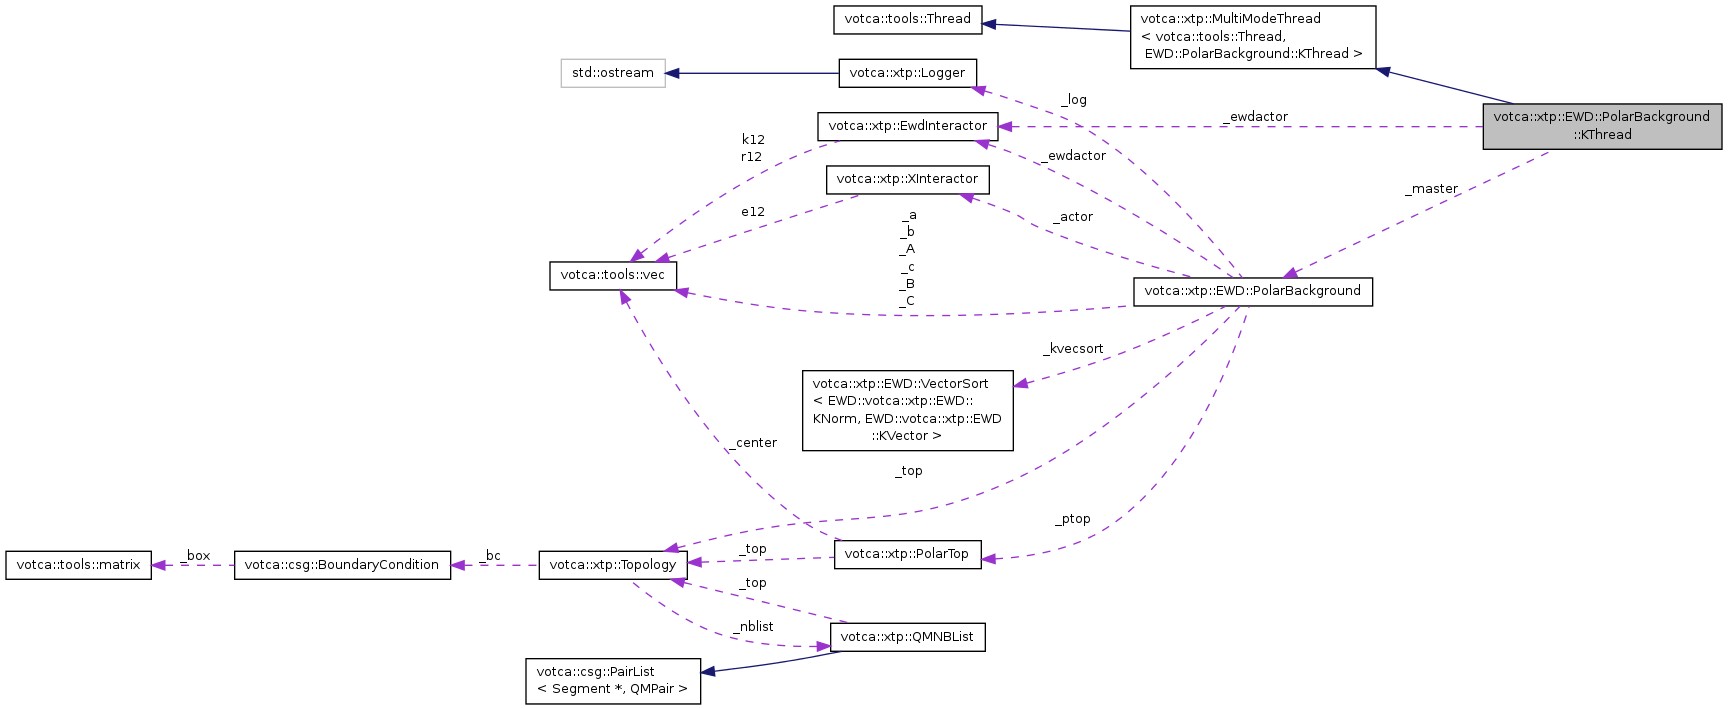 votca::tools::Thread
votca::xtp::MultiModeThread
< votca::tools::Thread,
EWD::PolarBackground::KThread >
std::ostream
votca::xtp::Logger
_log
votca::xtp::EWD::PolarBackground
::KThread
_ewdactor
votca::xtp::EwdInteractor
k12
r12
_ewdactor
votca::xtp::XInteractor
_master
e12
_a
_b
_A
_c
_B
_C
_actor
votca::tools::vec
votca::xtp::EWD::PolarBackground
_kvecsort
votca::xtp::EWD::VectorSort
< EWD::votca::xtp::EWD::
KNorm, EWD::votca::xtp::EWD
::KVector >
_center
_top
_ptop
votca::tools::matrix
_box
votca::csg::BoundaryCondition
_bc
votca::xtp::Topology
_top
votca::xtp::PolarTop
_top
_nblist
votca::xtp::QMNBList
votca::csg::PairList
< Segment *, QMPair >